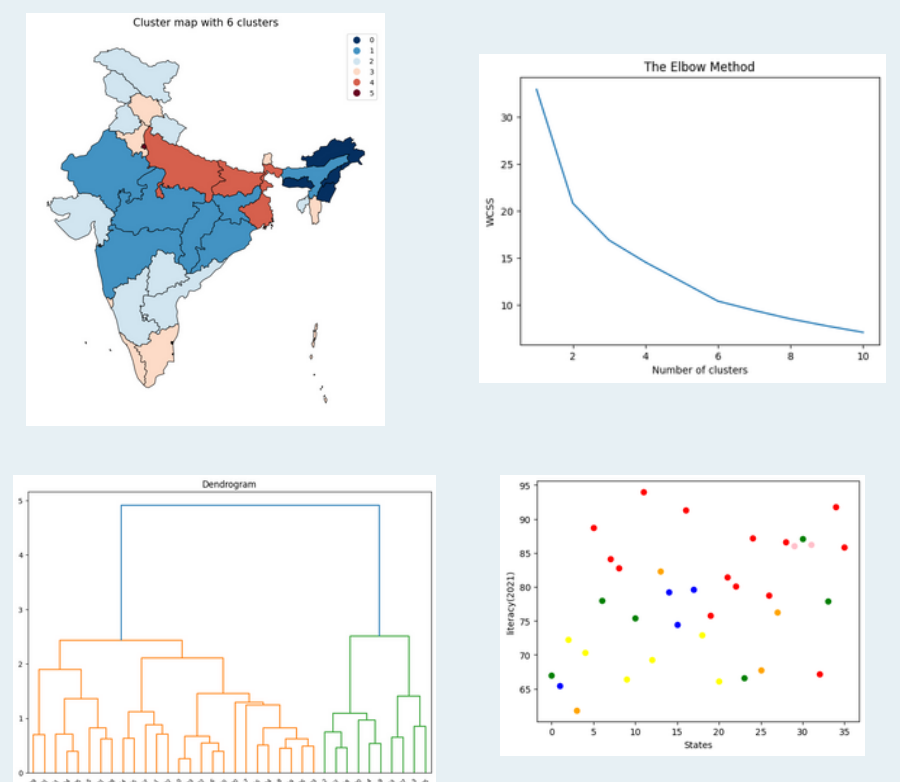 Cluster map with 6 clusters
0
1
2
3
4
5
The Elbow Method
30
25
20
15
10
WCSS
2 4 6 8 10
Number of clusters
Dendrogram
5
4
3
2
1
0
95
90
85
80
75
70
65
literacy(2021)
0 5 10 15 20 25 30 35
States